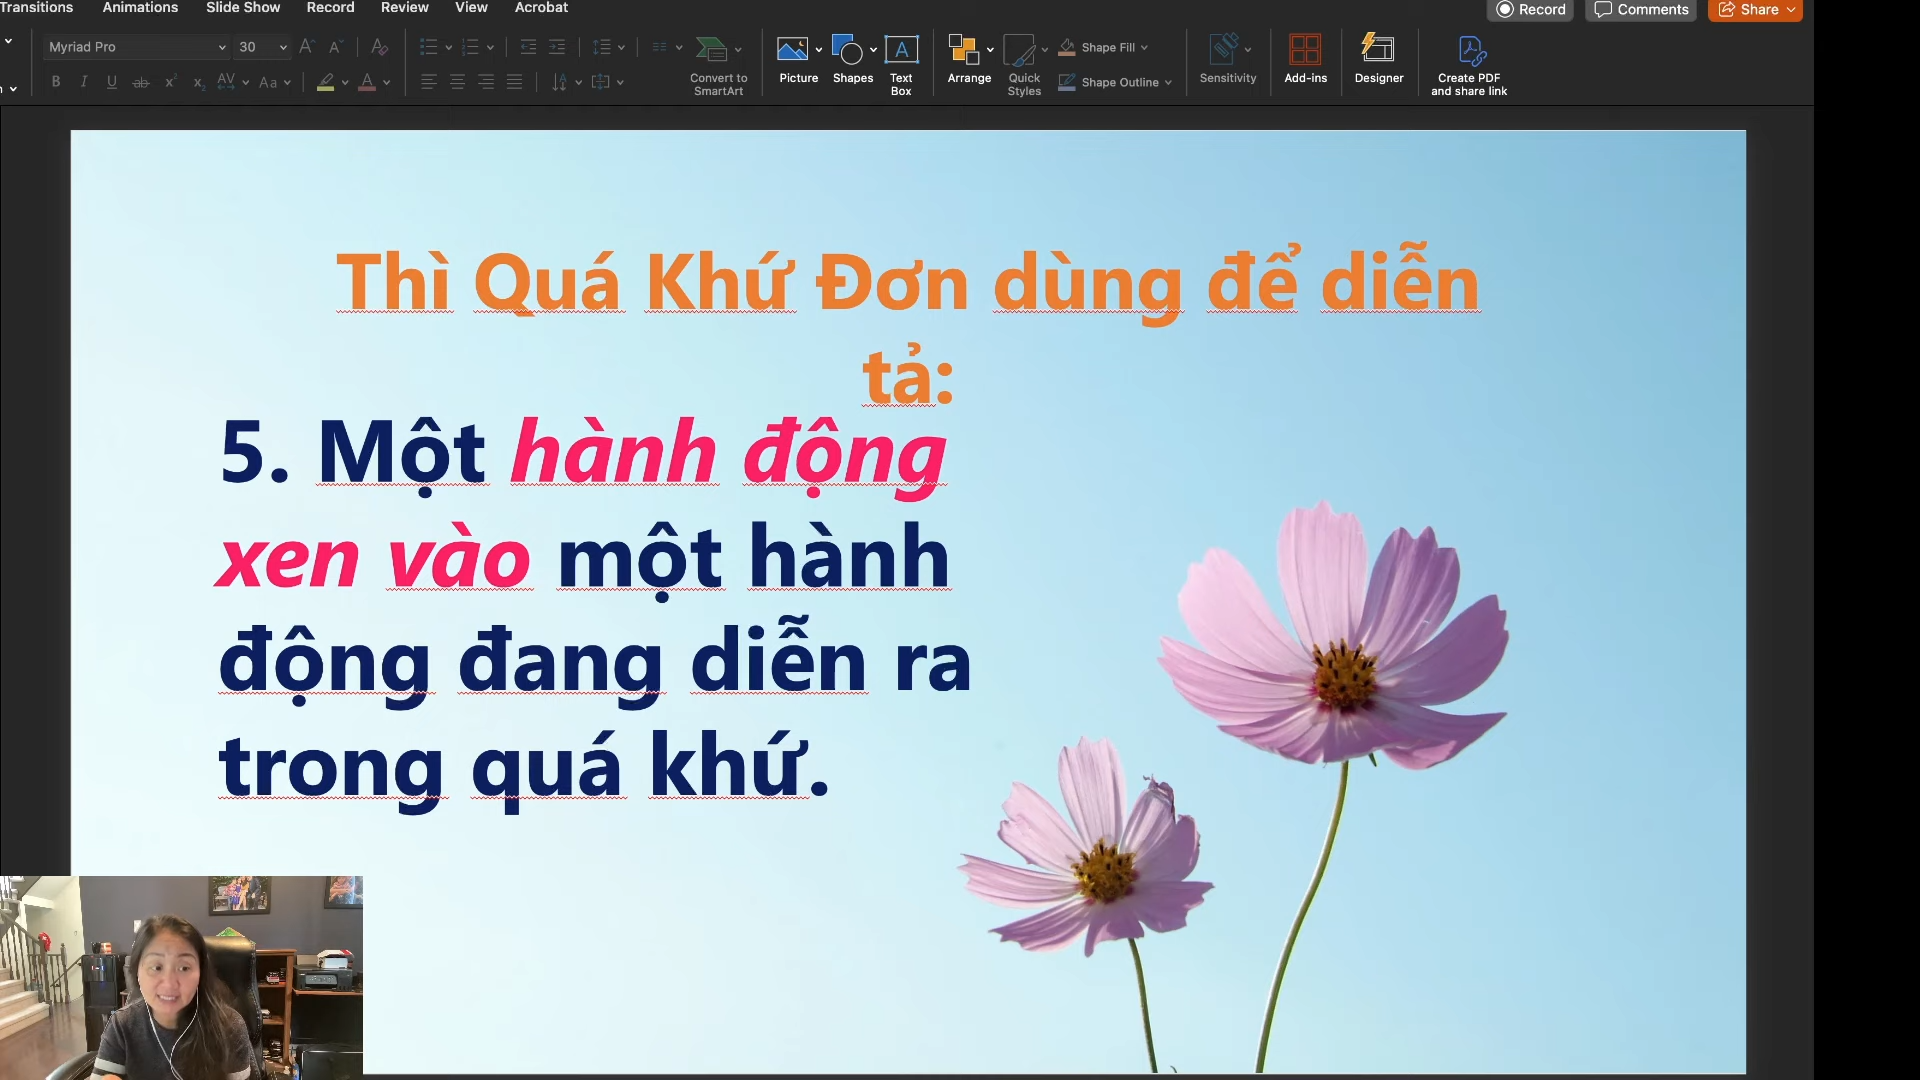 Transitions Animations Slide Show Record Review View Acrobat
Record Comments Share
Myriad Pro 30
Convert to SmartArt
Picture Shapes Text Box
Arrange Quick Styles
Shape Fill
Shape Outline
Sensitivity Add-ins Designer
Create PDF and share link
Thì Quá Khứ Đơn dùng để diễn
tả:
5. Một hành động
xen vào một hành
động đang diễn ra
trong quá khứ.